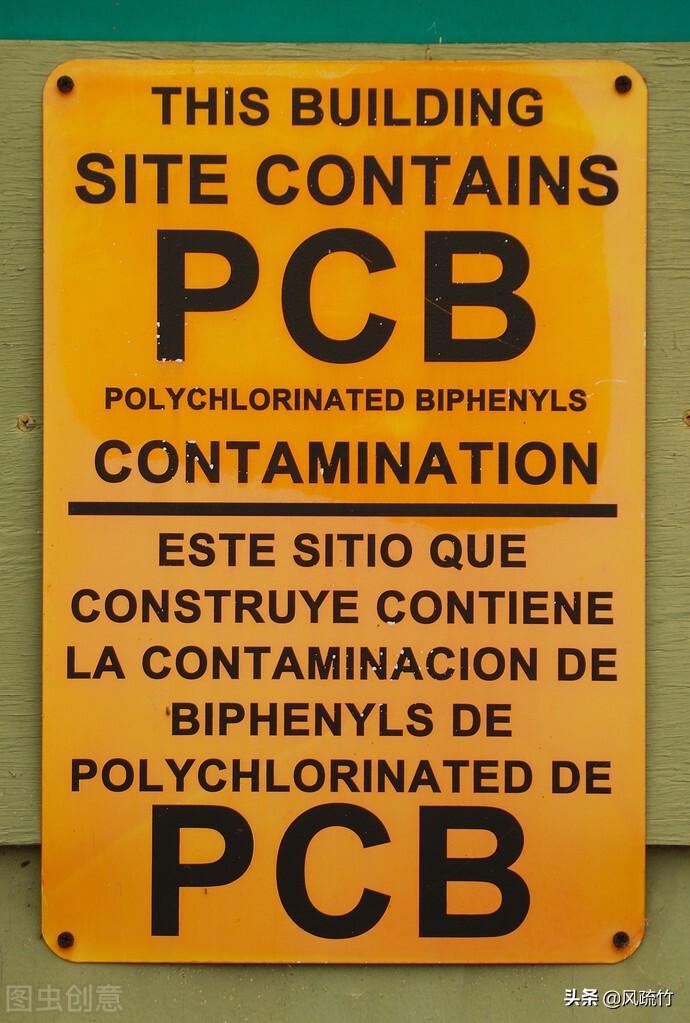 THIS BUILDING
SITE CONTAINS
PCB
POLYCHLORINATED BIPHENYLS
CONTAMINATION
ESTE SITIO QUE
CONSTRUYE CONTIENE
LA CONTAMINACION DE
BIPHENYLS DE
POLYCHLORINATED DE
PCB
图虫创意
头条 @风疏竹